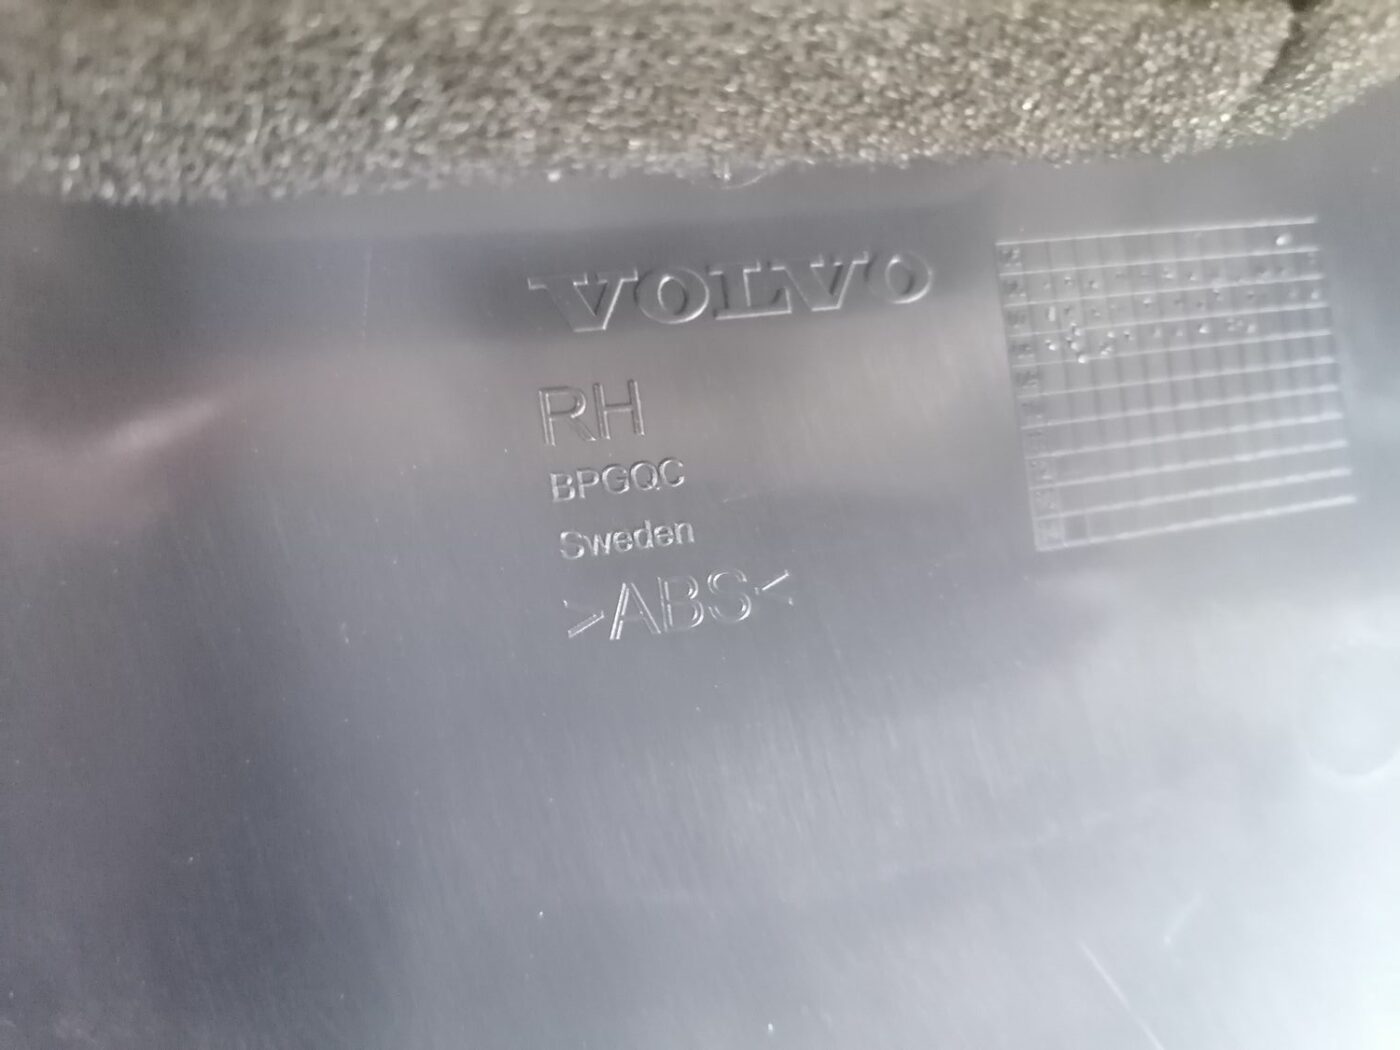 VOLVO
RH
BPGQC
Sweden
>ABS<